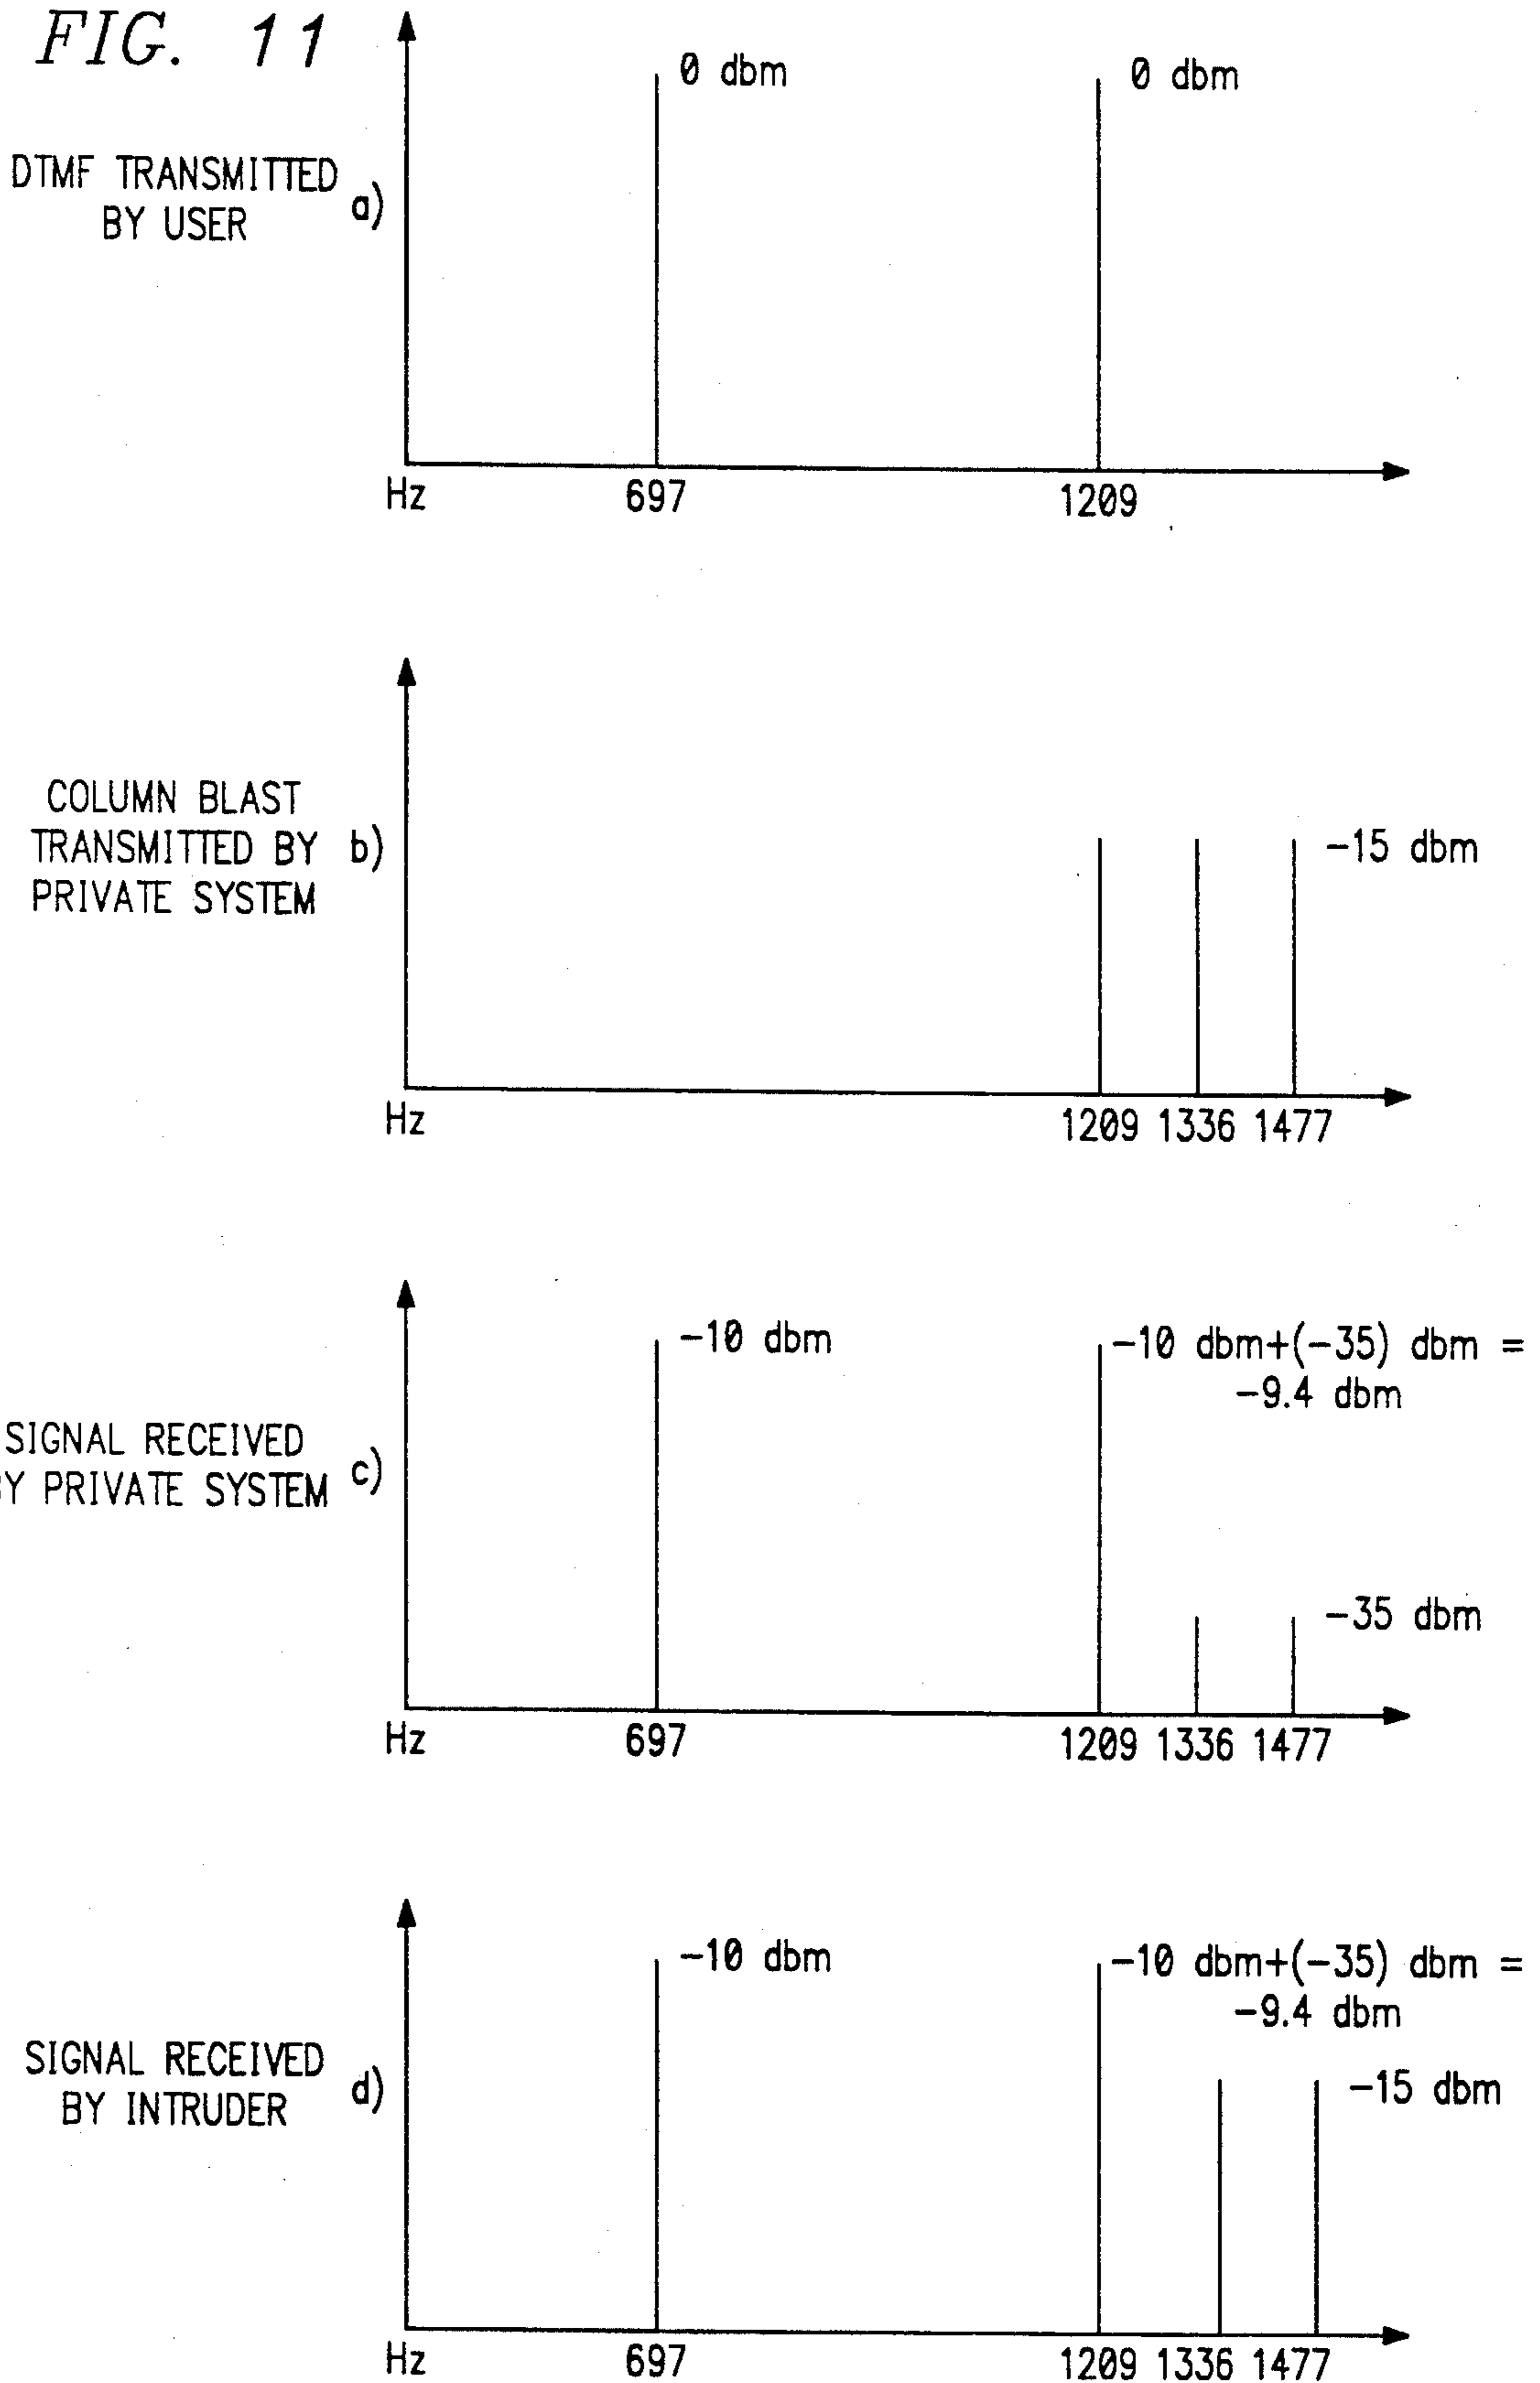 FIG. 11
0 dbm
0 dbm
DTMF TRANSMITTED
BY USER
a)
Hz
697
1209
COLUMN BLAST
TRANSMITTED BY
PRIVATE SYSTEM
b)
-15 dbm
Hz
1209 1336 1477
-10 dbm
-10 dbm+(-35) dbm =
-9.4 dbm
SIGNAL RECEIVED
Y PRIVATE SYSTEM
c)
-35 dbm
Hz
697
1209 1336 1477
-10 dbm
-10 dbm+(-35) dbm =
-9.4 dbm
SIGNAL RECEIVED
BY INTRUDER
d)
-15 dbm
Hz
697
1209 1336 1477